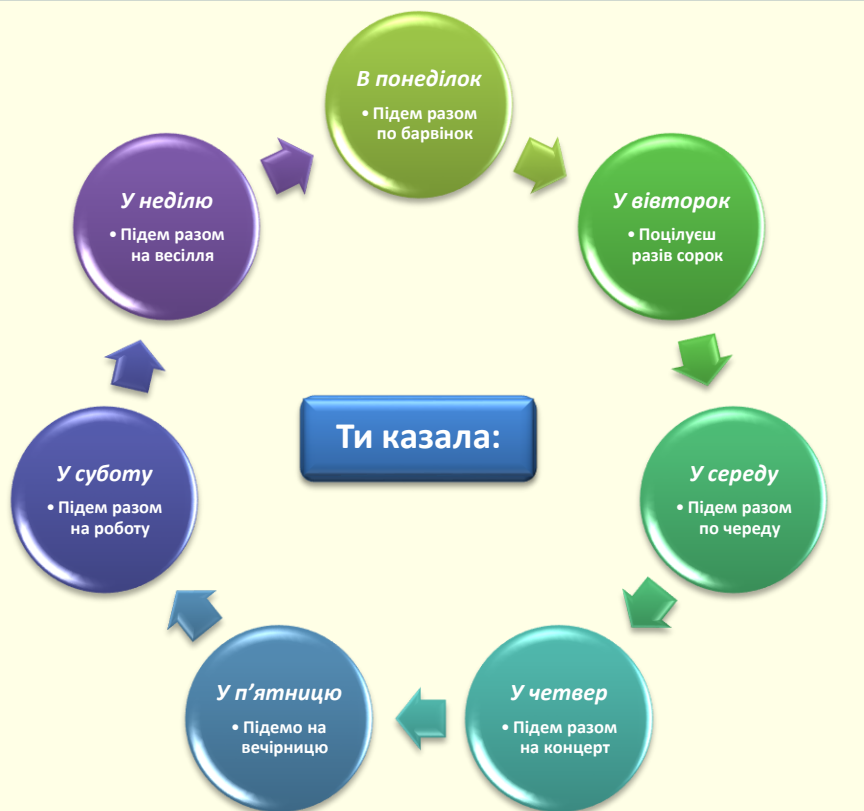 В понеділок
• Підем разом
по барвінок
У вівторок
• Поцілуєш
разів сорок
У середу
• Підем разом
по череду
У четвер
• Підем разом
на концерт
У п’ятницю
• Підемо на
вечірницю
У суботу
• Підем разом
на роботу
У неділю
• Підем разом
на весілля
Ти казала: